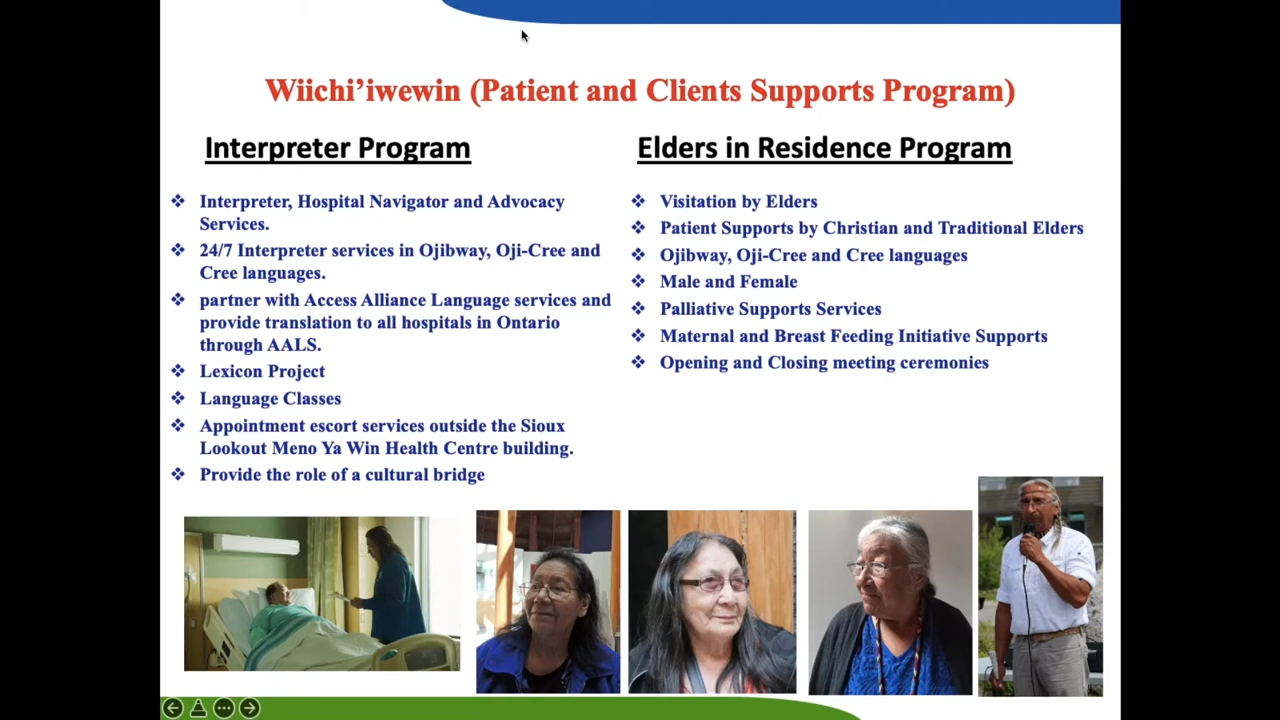 Wiichi’iwewin (Patient and Clients Supports Program)
Interpreter Program
Interpreter, Hospital Navigator and Advocacy
Services.
24/7 Interpreter services in Ojibway, Oji-Cree and
Cree languages.
partner with Access Alliance Language services and
provide translation to all hospitals in Ontario
through AALS.
Lexicon Project
Language Classes
Appointment escort services outside the Sioux
Lookout Meno Ya Win Health Centre building.
Provide the role of a cultural bridge
Elders in Residence Program
Visitation by Elders
Patient Supports by Christian and Traditional Elders
Ojibway, Oji-Cree and Cree languages
Male and Female
Palliative Supports Services
Maternal and Breast Feeding Initiative Supports
Opening and Closing meeting ceremonies